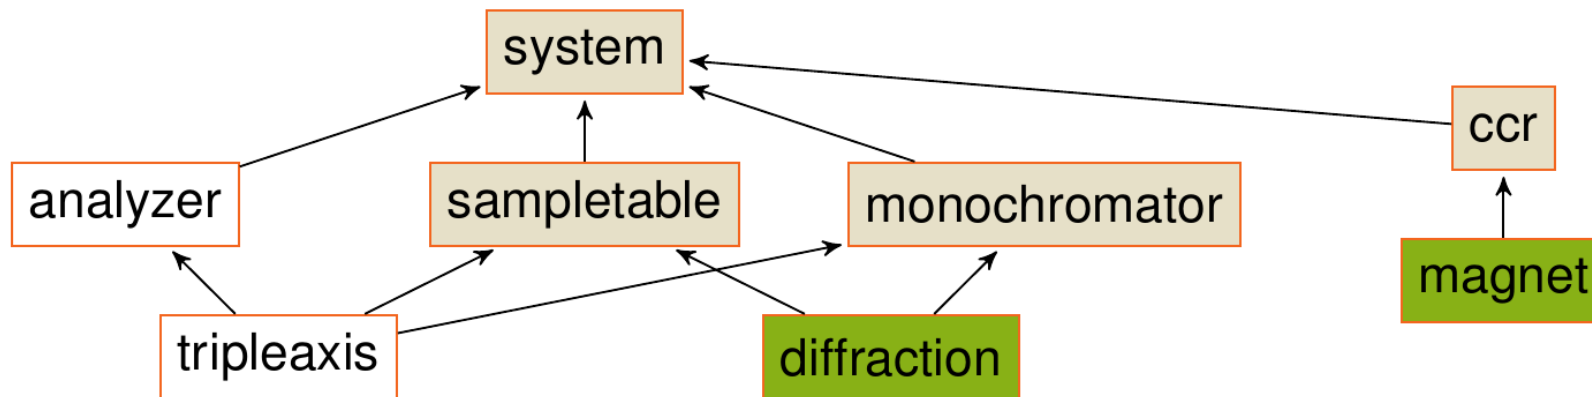 system
ccr
analyzer
sampletable
monochromator
magnet
tripleaxis
diffraction